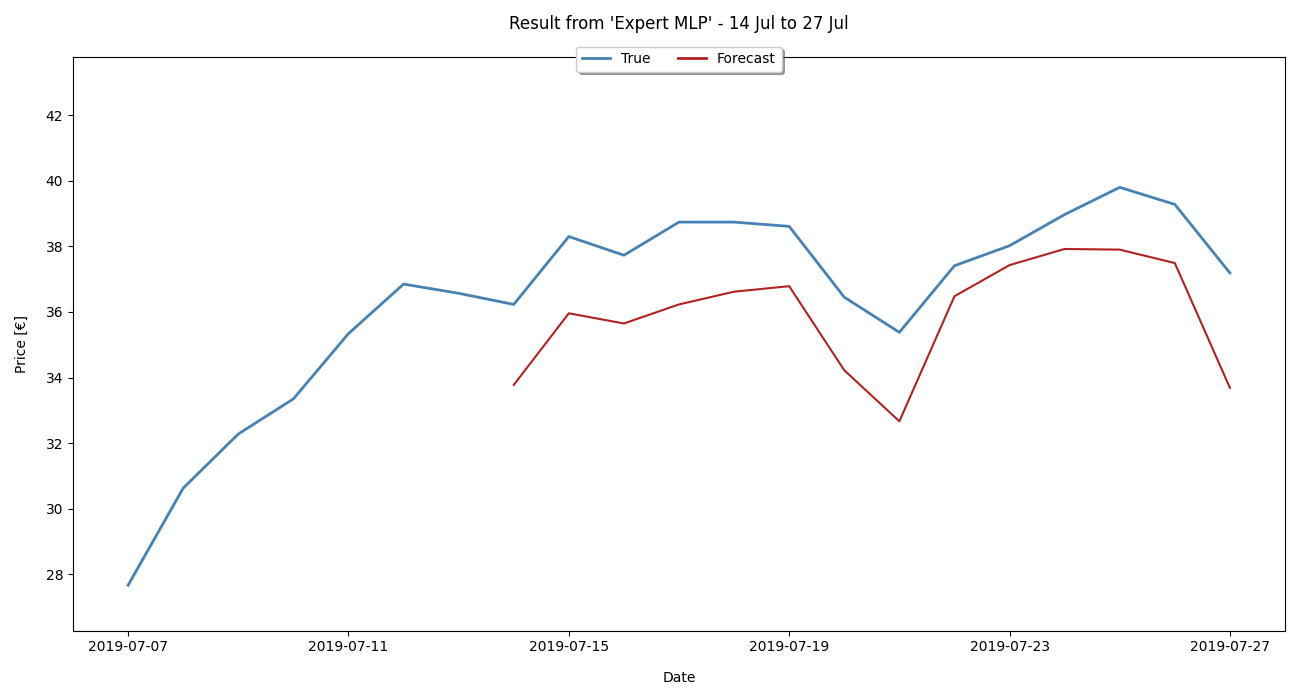 Result from 'Expert MLP' - 14 Jul to 27 Jul
True Forecast
42
40
38
36
34
32
30
28
Price [€]
2019-07-07 2019-07-11 2019-07-15 2019-07-19 2019-07-23 2019-07-27
Date